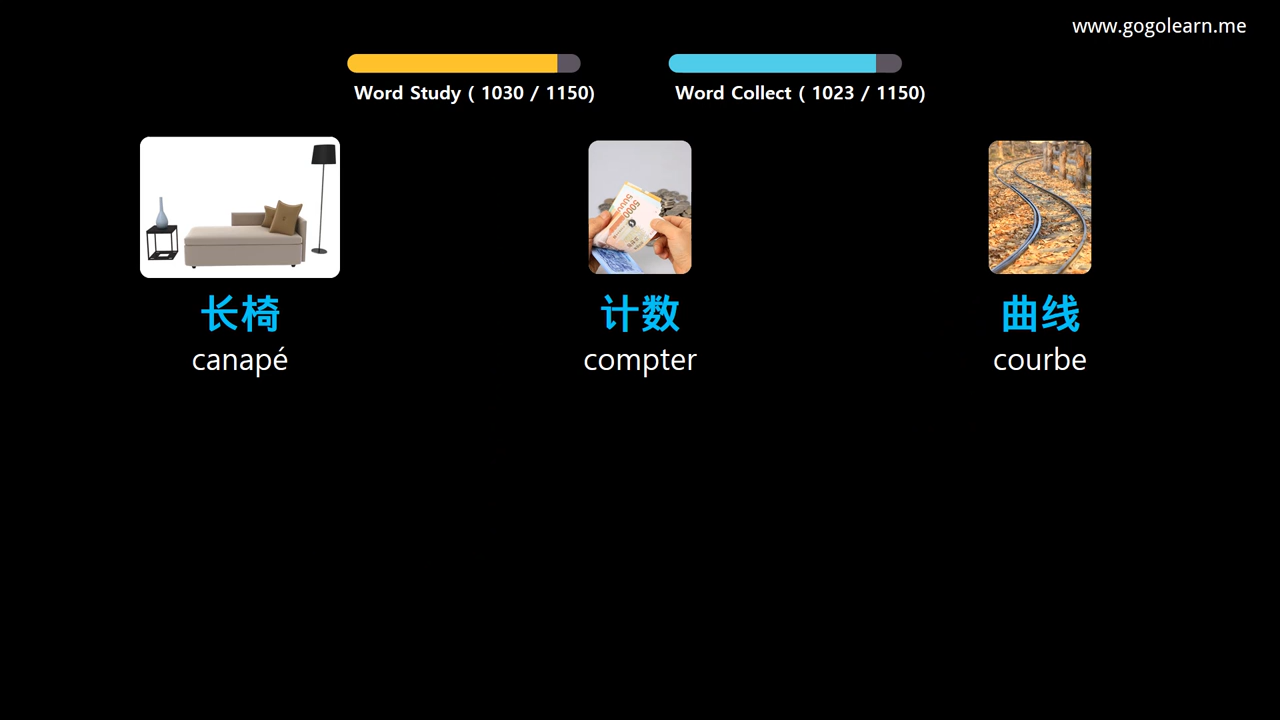 www.gogolearn.me
Word Study ( 1030 / 1150)
Word Collect ( 1023 / 1150)
长椅
计数
曲线
canapé
compter
courbe